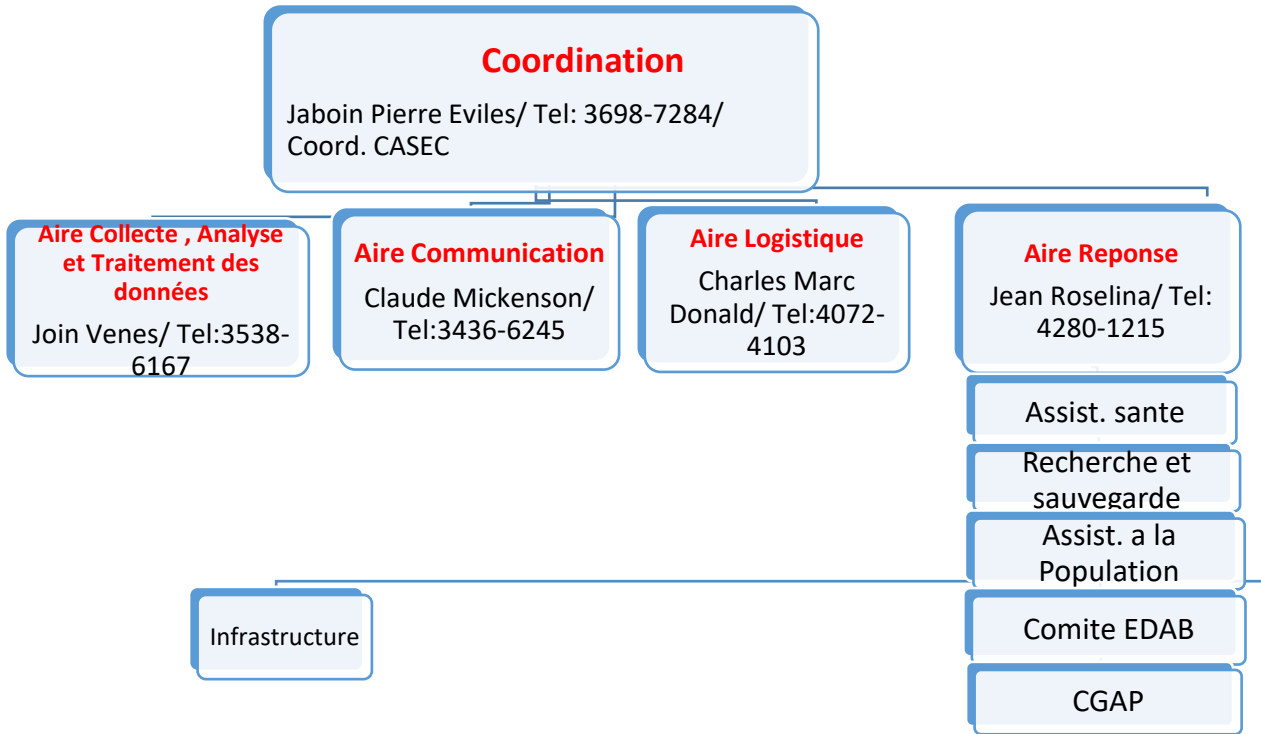 Coordination
Jaboin Pierre Eviles/ Tel: 3698-7284/
Coord. CASEC
Aire Collecte , Analyse
et Traitement des
données
Join Venes/ Tel:3538-
6167
Aire Communication
Claude Mickenson/
Tel:3436-6245
Aire Logistique
Charles Marc
Donald/ Tel:4072-
4103
Aire Reponse
Jean Roselina/ Tel:
4280-1215
Assist. sante
Recherche et
sauvegarde
Assist. a la
Population
Comite EDAB
CGAP
Infrastructure